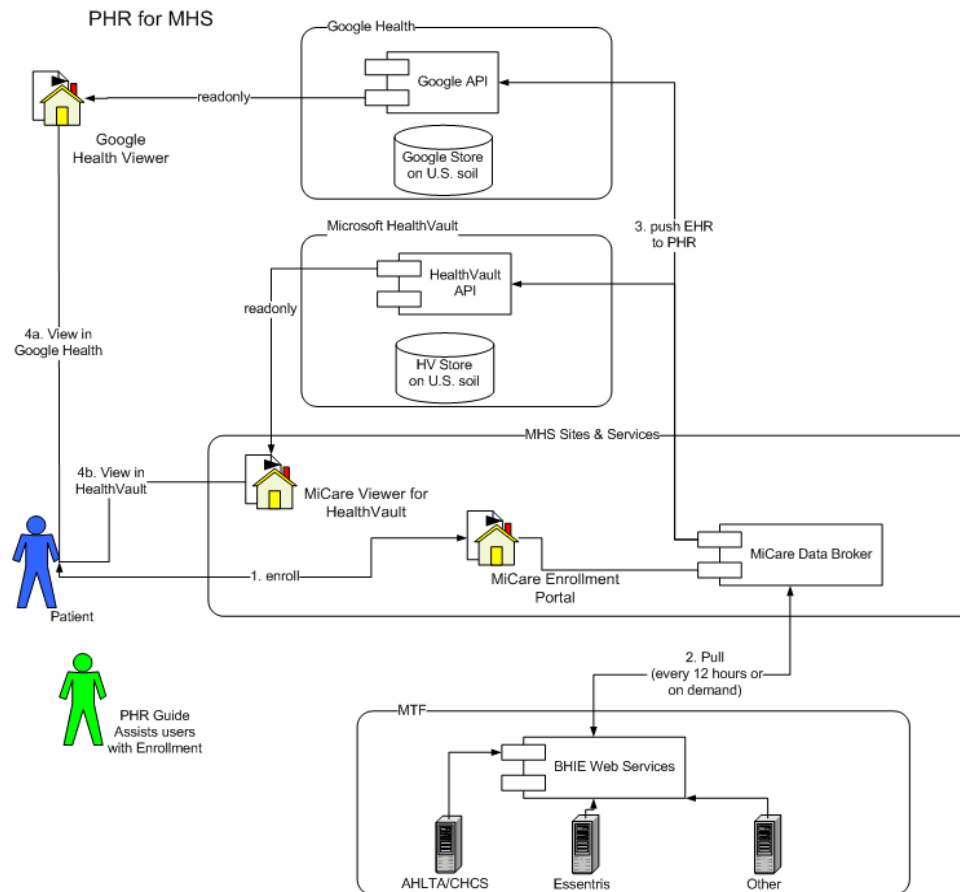 PHR for MHS
Google Health
Google API
readonly
Google
Health Viewer
Google Store
on U.S. soil
Microsoft HealthVault
3. push EHR
to PHR
HealthVault
API
readonly
4a. View in
Google Health
HV Store
on U.S. soil
MHS Sites & Services
4b. View in
HealthVault
MiCare Viewer for
HealthVault
MiCare Data Broker
1. enroll
MiCare Enrollment
Portal
Patient
2. Pull
(every 12 hours or
on demand)
PHR Guide
Assists users
with Enrollment
MTF
BHIE Web Services
AHLTA/CHCS
Essentris
Other